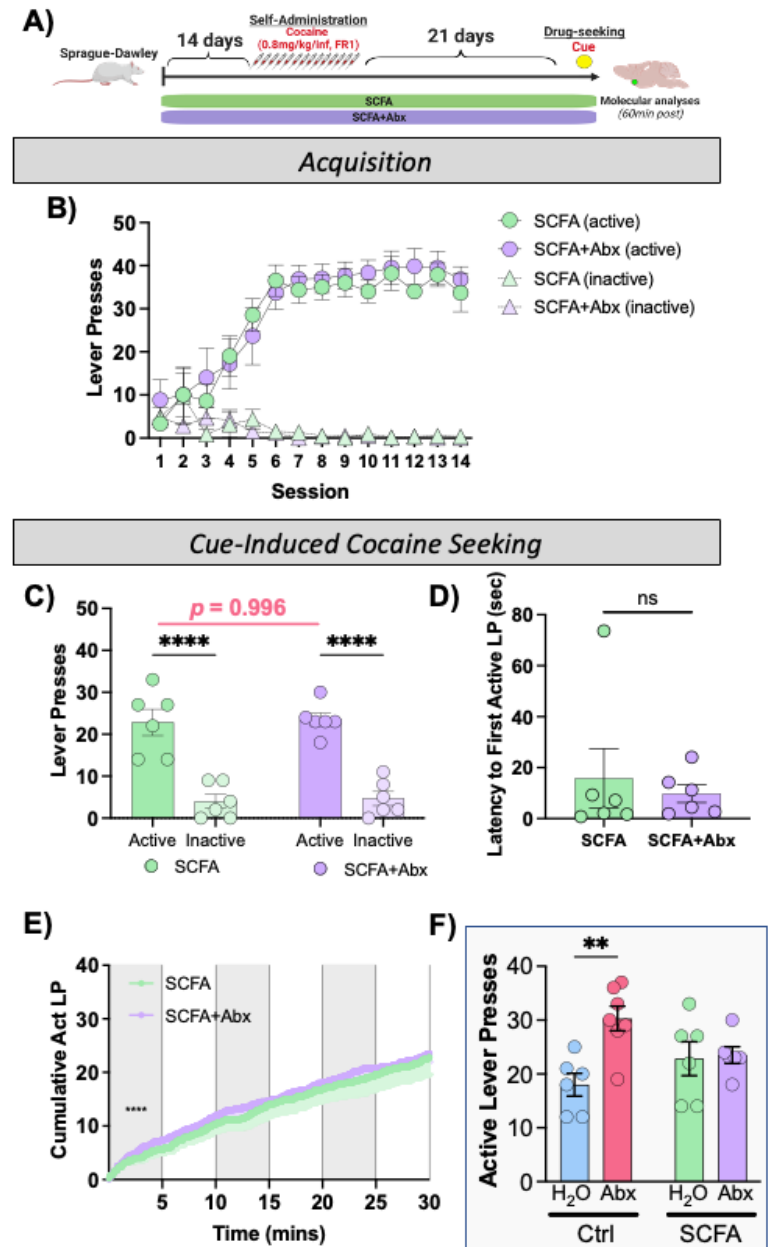 A)
Self-Administration
Cocaine
(0.8mg/kg/inf, FR1)
Drug-seeking
Cue
Sprague-Dawley
14 days
21 days
SCFA
SCFA+Abx
Molecular analyses
(60min post)
Acquisition
B)
Lever Presses
50
40
30
20
10
0
1 2 3 4 5 6 7 8 9 10 11 12 13 14
Session
SCFA (active)
SCFA+Abx (active)
SCFA (inactive)
SCFA+Abx (inactive)
Cue-Induced Cocaine Seeking
C)
Lever Presses
50
40
30
20
10
0
p = 0.996
**** ****
Active Inactive Active Inactive
SCFA SCFA+Abx
D)
Latency to First Active LP (sec)
80
60
40
20
0
ns
SCFA SCFA+Abx
E)
Cumulative Act LP
40
30
20
10
0
SCFA
SCFA+Abx
****
5 10 15 20 25 30
Time (mins)
F)
Active Lever Presses
40
30
20
10
0
**
H₂O Abx H₂O Abx
Ctrl SCFA